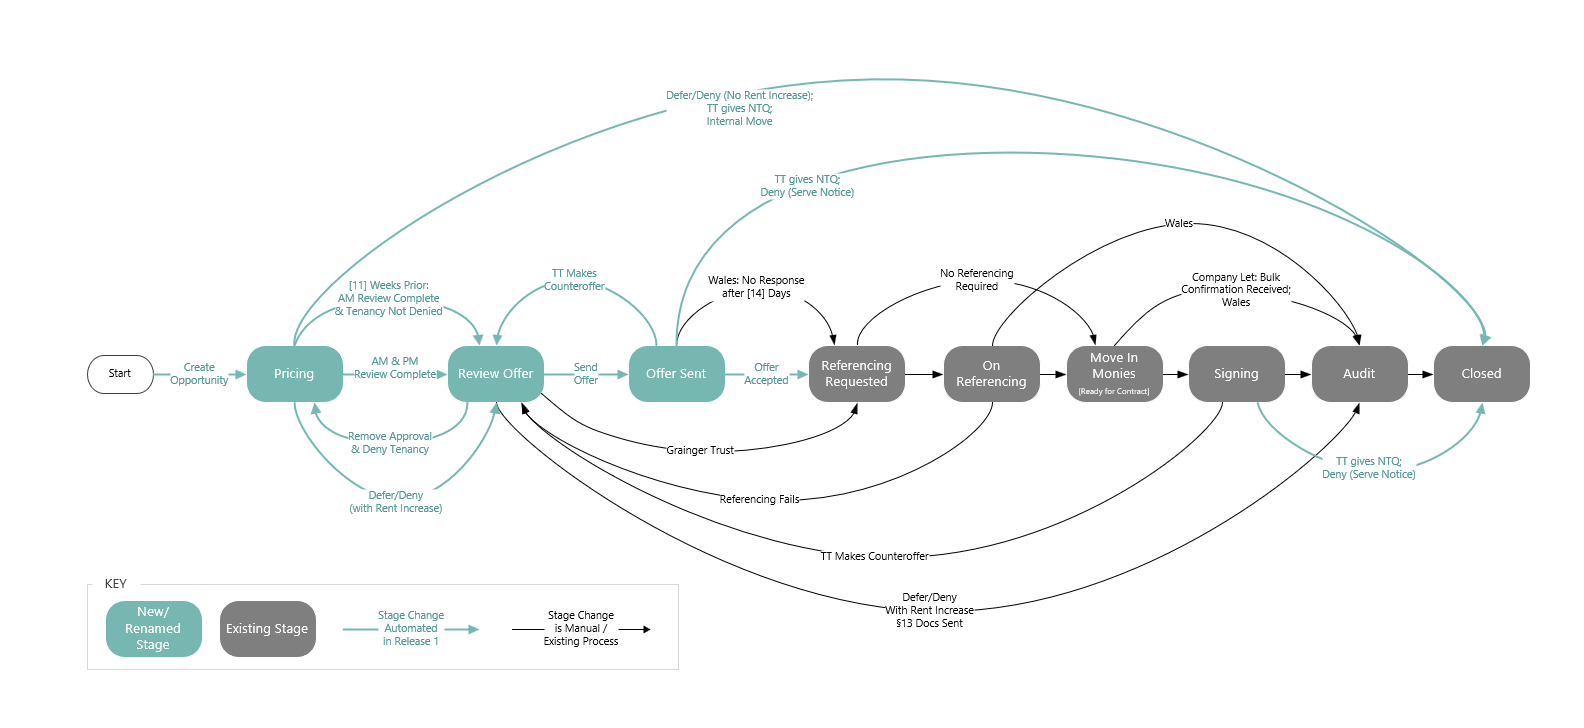 Defer/Deny (No Rent Increase);
TT gives NTQ;
Internal Move
TT gives NTQ;
Deny (Serve Notice)
Wales
[11] Weeks Prior:
AM Review Complete
& Tenancy Not Denied
TT Makes
Counteroffer
Wales: No Response
after [14] Days
No Referencing
Required
Company Let: Bulk
Confirmation Received;
Wales
Start
Create
Opportunity
Pricing
AM & PM
Review Complete
Review Offer
Send
Offer
Offer Sent
Offer
Accepted
Referencing
Requested
On
Referencing
Move In
Monies
[Ready for Contract]
Signing
Audit
Closed
Remove Approval
& Deny Tenancy
Grainger Trust
TT gives NTQ;
Deny (Serve Notice)
Defer/Deny
(with Rent Increase)
Referencing Fails
TT Makes Counteroffer
Defer/Deny
With Rent Increase
§13 Docs Sent
KEY
New/
Renamed
Stage
Existing Stage
Stage Change
Automated
in Release 1
Stage Change
is Manual /
Existing Process